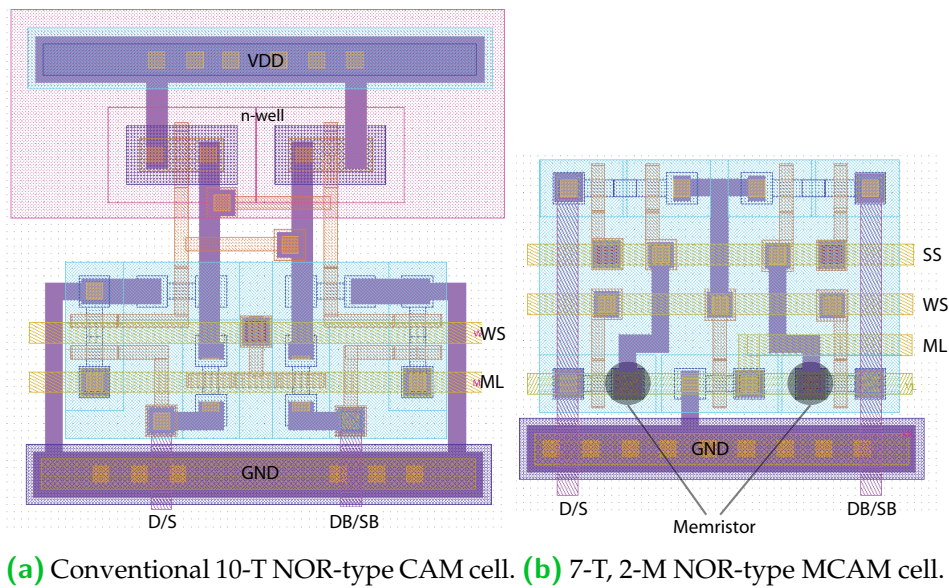 VDD
n-well
WS
ML
GND
D/S DB/SB
SS
WS
ML
GND
D/S DB/SB
Memristor
(a) Conventional 10-T NOR-type CAM cell. (b) 7-T, 2-M NOR-type MCAM cell.